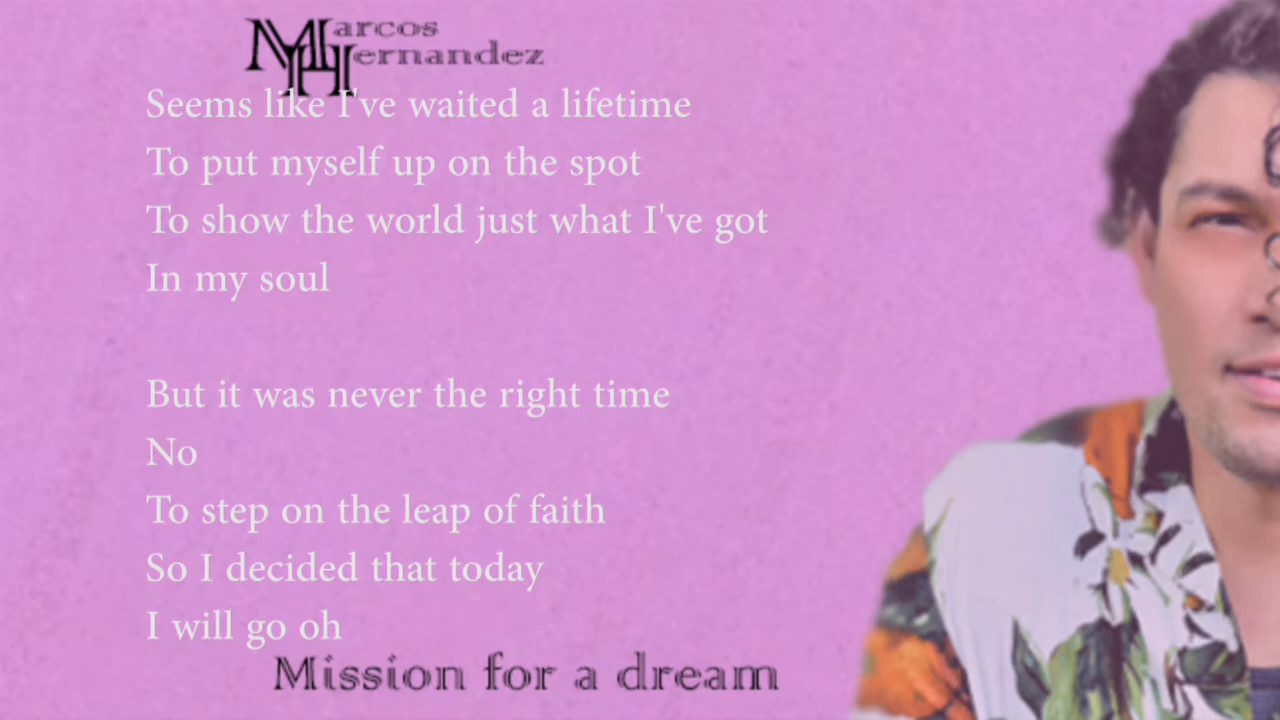 Marcos
Hernandez
Seems like I've waited a lifetime
To put myself up on the spot
To show the world just what I've got
In my soul
But it was never the right time
No
To step on the leap of faith
So I decided that today
I will go oh
Mission for a dream